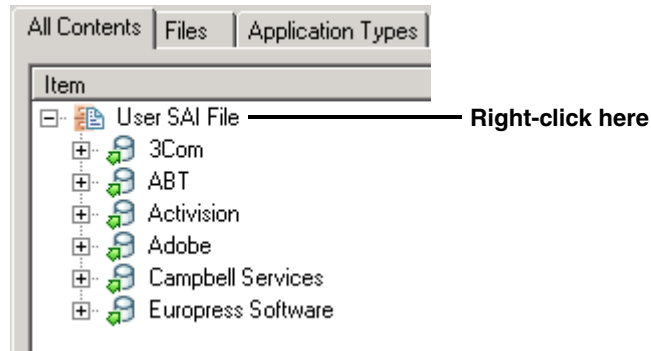 All Contents Files Application Types
Item
User SAI File Right-click here
3Com
ABT
Activision
Adobe
Campbell Services
Europress Software